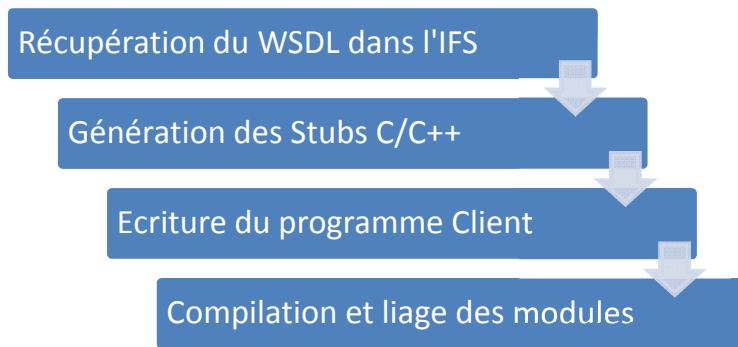 Récupération du WSDL dans l'IFS
Génération des Stubs C/C++
Ecriture du programme Client
Compilation et liage des modules